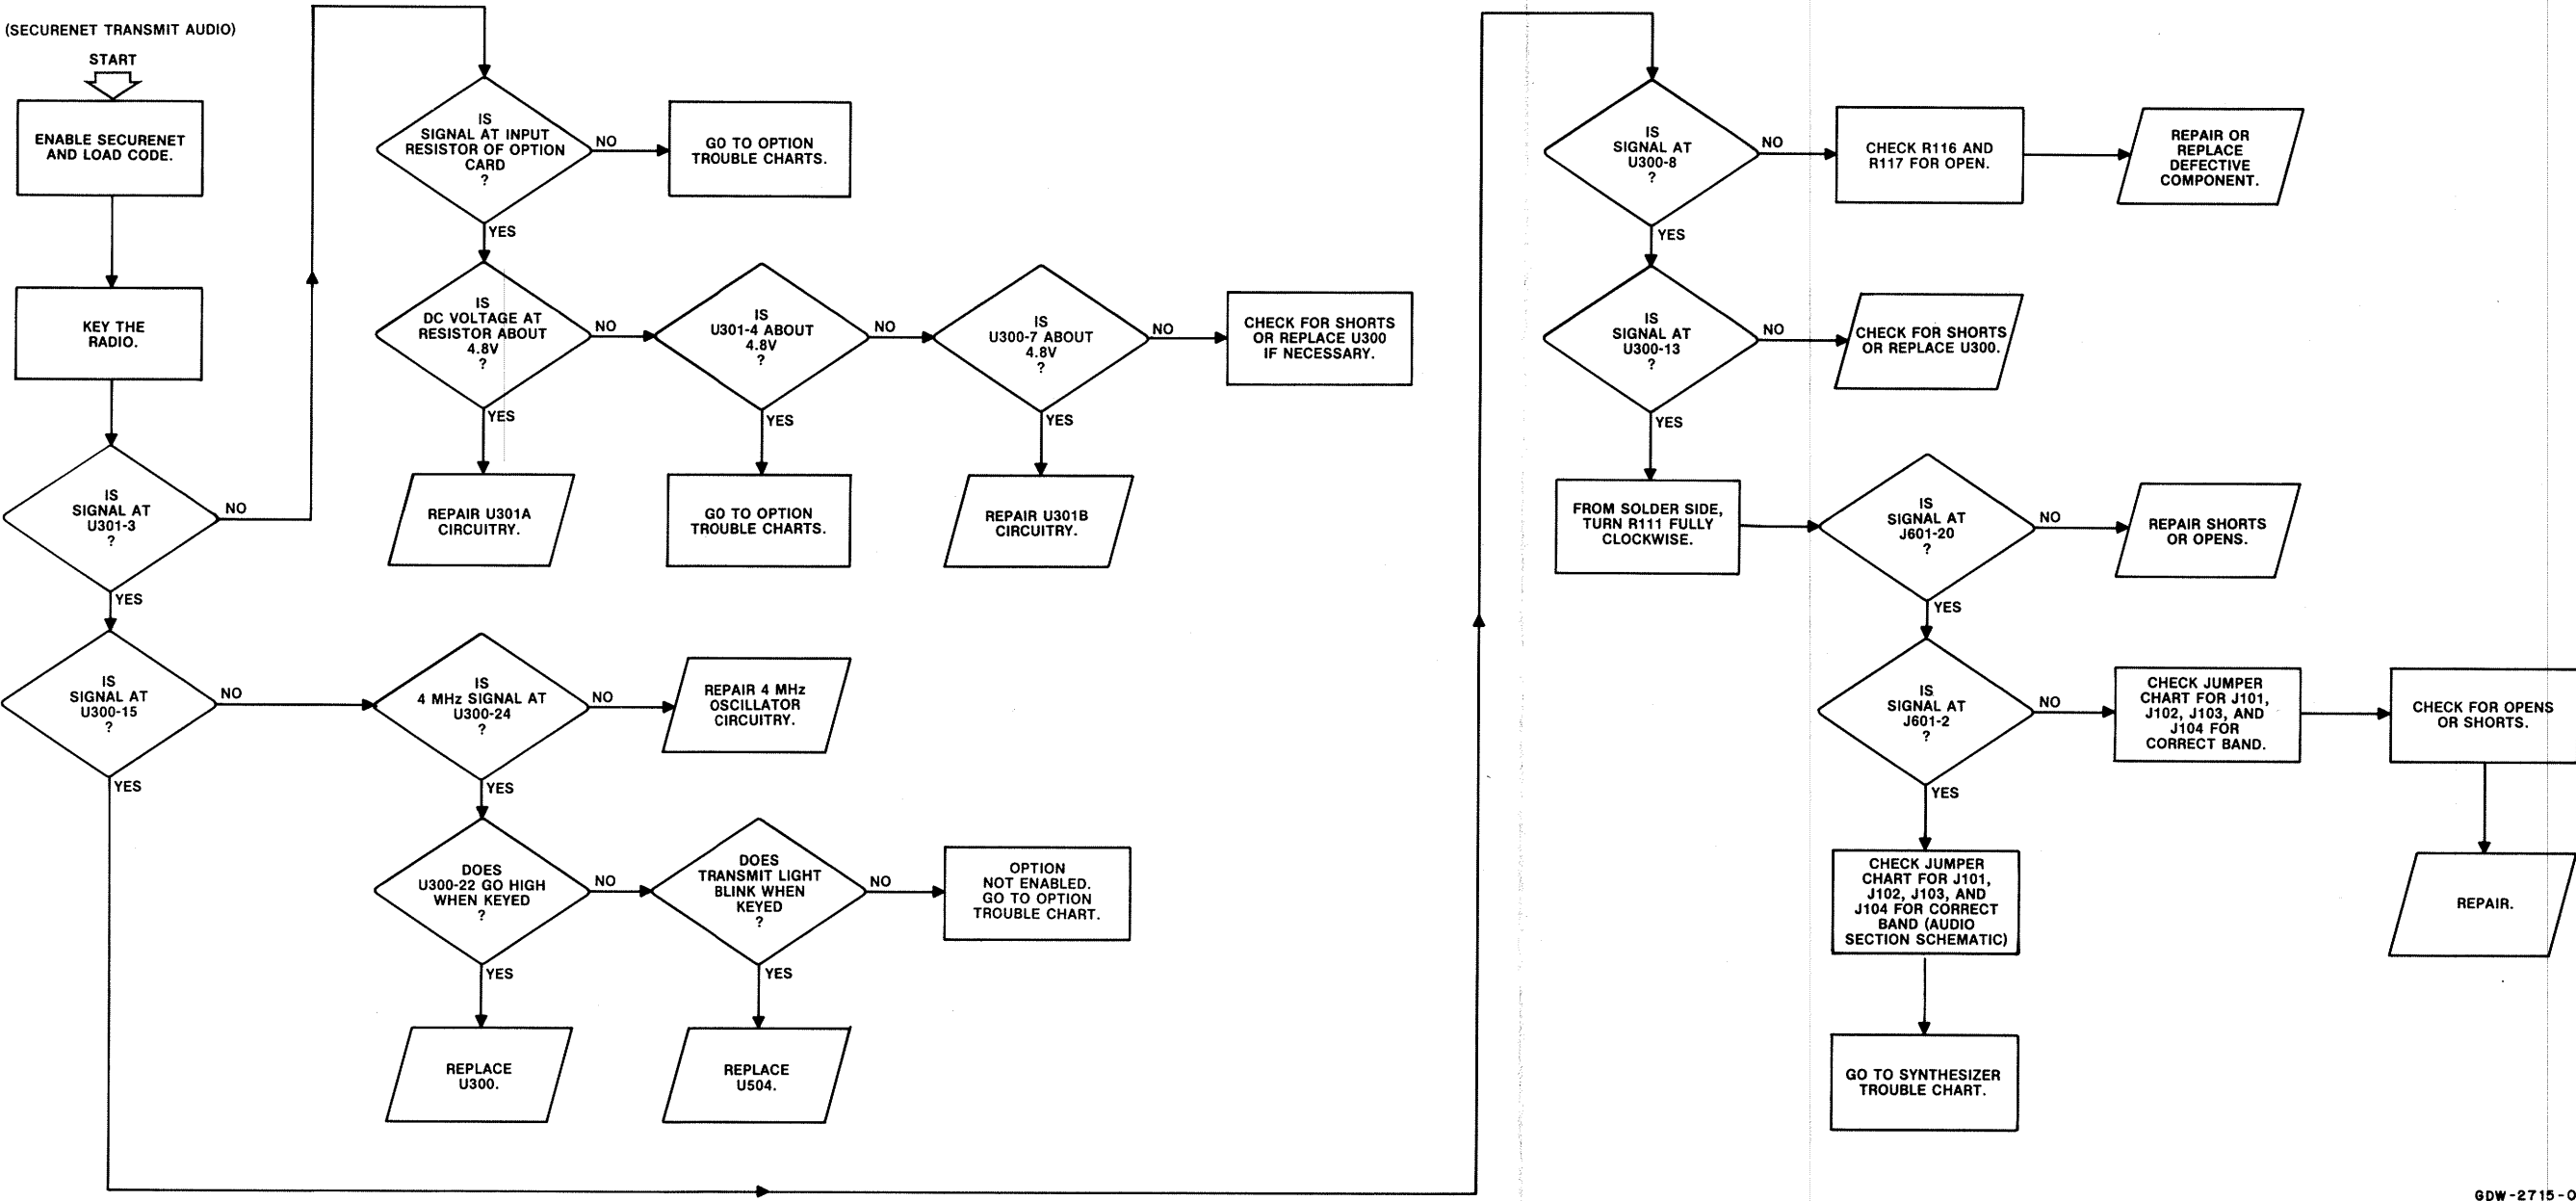 (SECURENET TRANSMIT AUDIO)
START
ENABLE SECURENET
AND LOAD CODE.
KEY THE
RADIO.
IS
SIGNAL AT
U301-3
?
NO
YES
IS
SIGNAL AT
U300-15
?
NO
YES
IS
SIGNAL AT INPUT
RESISTOR OF OPTION
CARD
?
NO
YES
GO TO OPTION
TROUBLE CHARTS.
IS
DC VOLTAGE AT
RESISTOR ABOUT
4.8V
?
NO
YES
IS
U301-4 ABOUT
4.8V
?
NO
YES
IS
U300-7 ABOUT
4.8V
?
NO
YES
CHECK FOR SHORTS
OR REPLACE U300
IF NECESSARY.
REPAIR U301A
CIRCUITRY.
GO TO OPTION
TROUBLE CHARTS.
REPAIR U301B
CIRCUITRY.
IS
4 MHz SIGNAL AT
U300-24
?
NO
YES
REPAIR 4 MHz
OSCILLATOR
CIRCUITRY.
DOES
U300-22 GO HIGH
WHEN KEYED
?
NO
YES
DOES
TRANSMIT LIGHT
BLINK WHEN
KEYED
?
NO
YES
OPTION
NOT ENABLED.
GO TO OPTION
TROUBLE CHART.
REPLACE
U300.
REPLACE
U504.
IS
SIGNAL AT
U300-8
?
NO
YES
CHECK R116 AND
R117 FOR OPEN.
REPAIR OR
REPLACE
DEFECTIVE
COMPONENT.
IS
SIGNAL AT
U300-13
?
NO
YES
CHECK FOR SHORTS
OR REPLACE U300.
FROM SOLDER SIDE,
TURN R111 FULLY
CLOCKWISE.
IS
SIGNAL AT
J601-20
?
NO
YES
REPAIR SHORTS
OR OPENS.
IS
SIGNAL AT
J601-2
?
NO
YES
CHECK JUMPER
CHART FOR J101,
J102, J103, AND
J104 FOR
CORRECT BAND.
CHECK FOR OPENS
OR SHORTS.
REPAIR.
CHECK JUMPER
CHART FOR J101,
J102, J103, AND
J104 FOR CORRECT
BAND (AUDIO
SECTION SCHEMATIC)
GO TO SYNTHESIZER
TROUBLE CHART.
GDW-2715-O